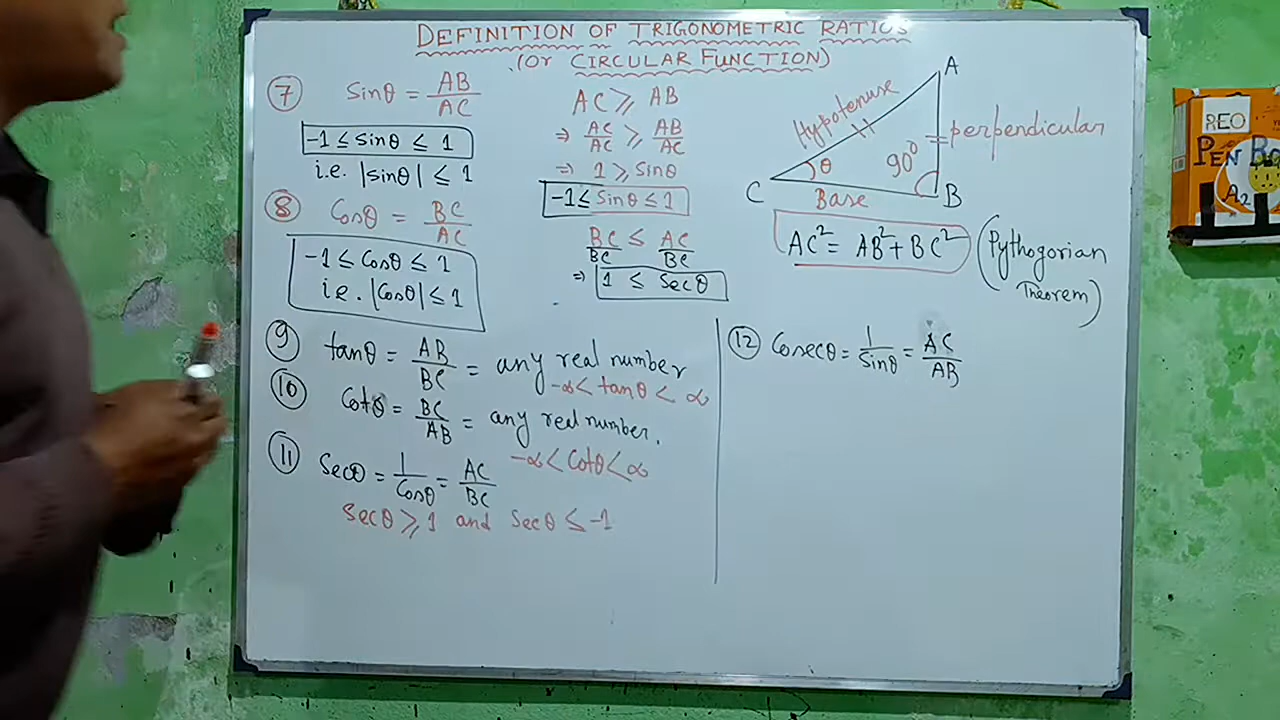 DEFINITION OF TRIGONOMETRIC RATIOS
(Or CIRCULAR FUNCTION)
⑦ Sinθ = AB/AC
-1 ≤ Sinθ ≤ 1
i.e. |sinθ| ≤ 1
⑧ Cosθ = BC/AC
-1 ≤ Cosθ ≤ 1
i.e. |Cosθ| ≤ 1
AC ⩾ AB
⇒ AC/AC ⩾ AB/AC
⇒ 1 ⩾ Sinθ
-1 ≤ Sinθ ≤ 1
BC/BC ≤ AC/BC
⇒ 1 ≤ Secθ
A
Hypotenuse
perpendicular
90°
θ
C
Base
B
AC² = AB² + BC²
(Pythogorian
Theorem)
⑨ tanθ = AB/BC = any real number
-∝ < tanθ < ∝
⑩ Cotθ = BC/AB = any real number.
-∝ < Cotθ < ∝
⑪ Secθ = 1/Cosθ = AC/BC
Secθ ⩾ 1 and Secθ ≤ -1
⑫ Cosecθ = 1/Sinθ = AC/AB
REO
PEN Bo
A2